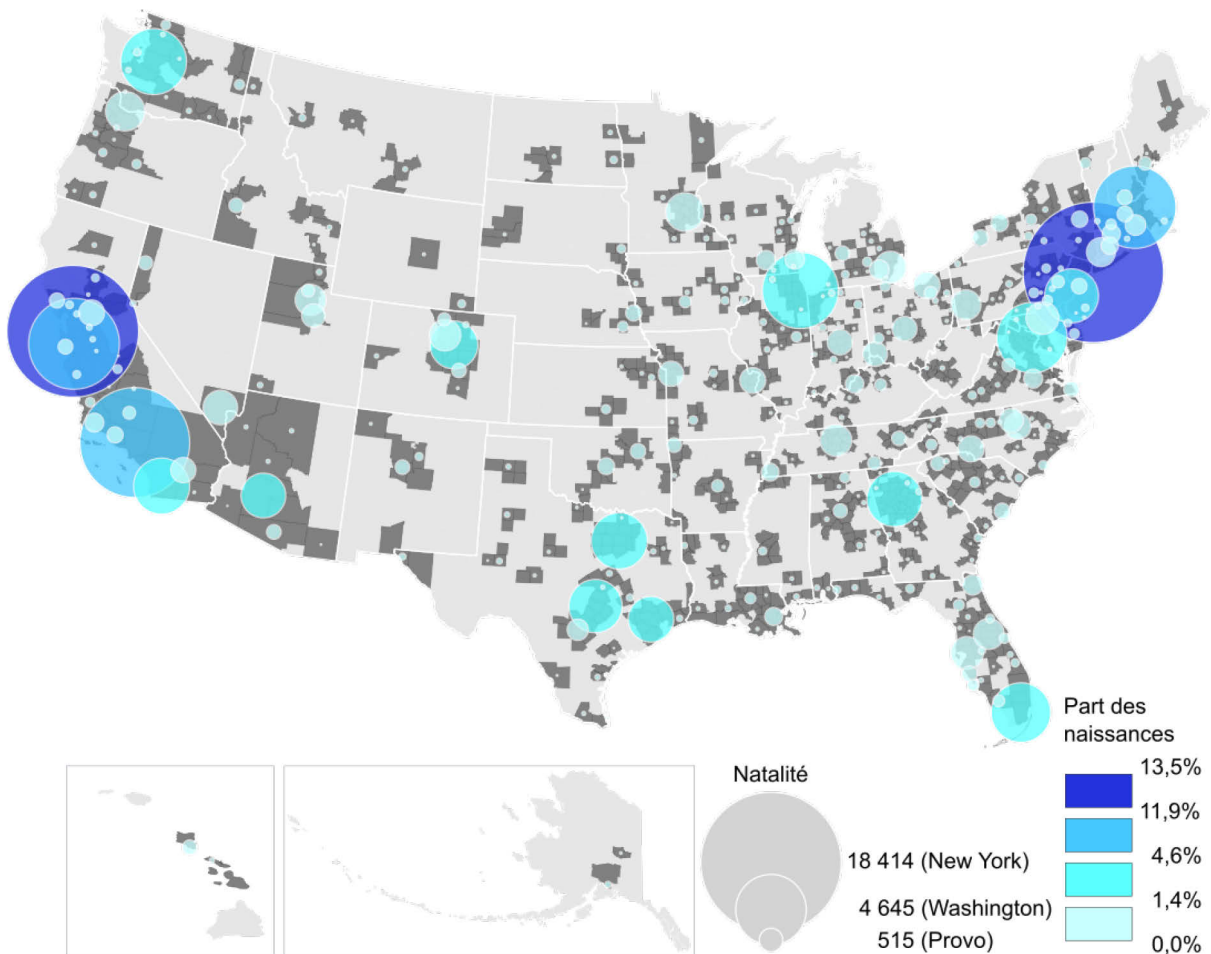 Part des
naissances
Natalité
18 414 (New York)
4 645 (Washington)
515 (Provo)
13,5%
11,9%
4,6%
1,4%
0,0%